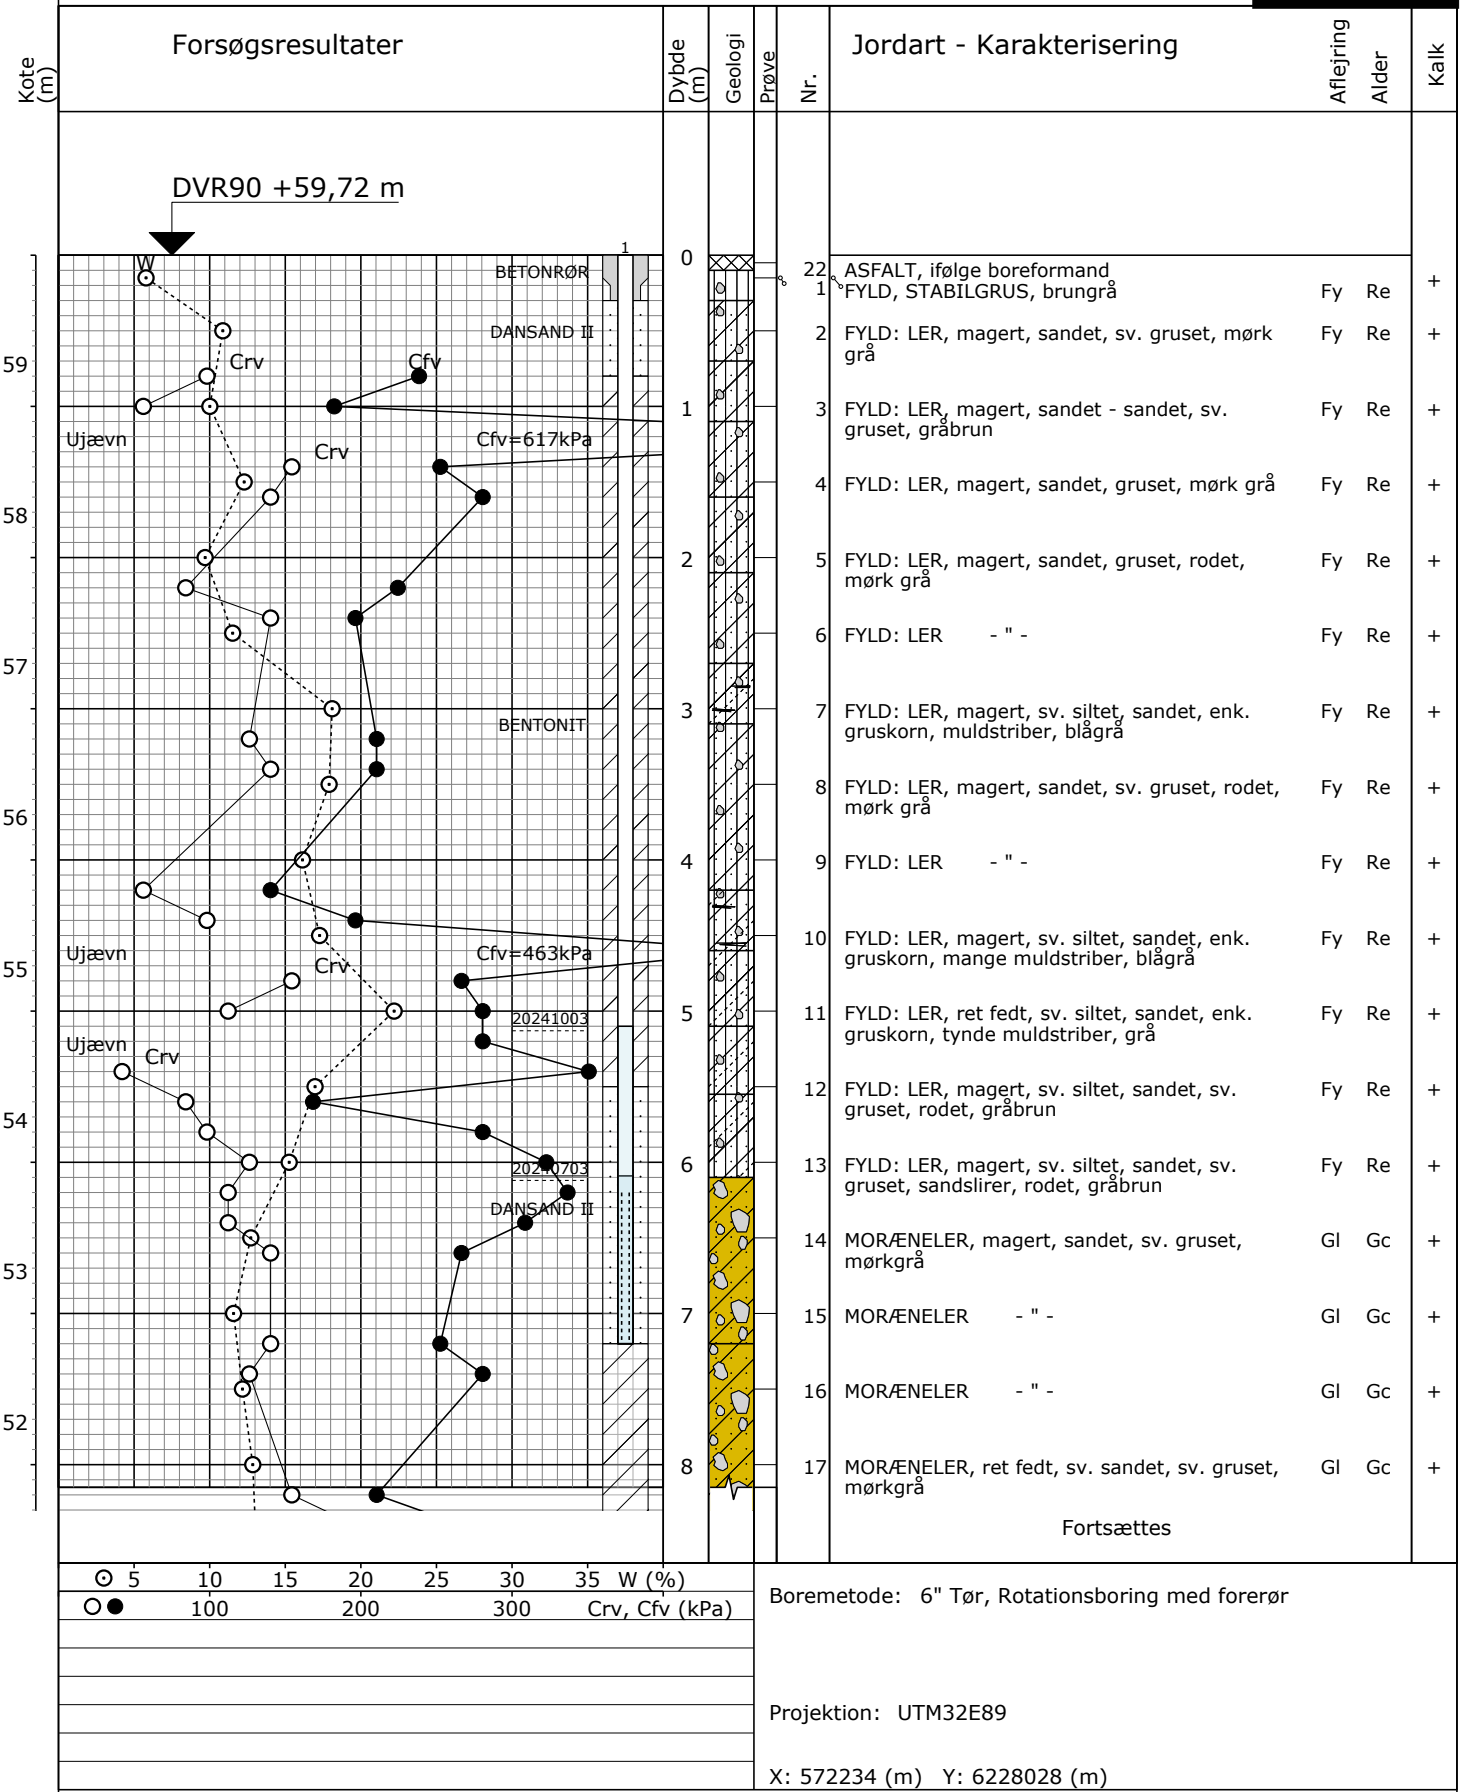 Kote (m)
Forsøgsresultater
Dybde (m)
Geologi
Prøve
Nr.
Jordart - Karakterisering
Aflejring
Alder
Kalk
DVR90 +59,72 m
W
1
BETONRØR
0
22 ASFALT, ifølge boreformand +
1 FYLD, STABILGRUS, brungrå Fy Re
DANSAND II
2 FYLD: LER, magert, sandet, sv. gruset, mørk Fy Re +
grå
59
Crv
Cfv
1
3 FYLD: LER, magert, sandet - sandet, sv. Fy Re +
gruset, gråbrun
Ujævn
Crv
Cfv=617kPa
4 FYLD: LER, magert, sandet, gruset, mørk grå Fy Re +
58
2
5 FYLD: LER, magert, sandet, gruset, rodet, Fy Re +
mørk grå
6 FYLD: LER - " - Fy Re +
57
3
BENTONIT
7 FYLD: LER, magert, sv. siltet, sandet, enk. Fy Re +
gruskorn, muldstriber, blågrå
8 FYLD: LER, magert, sandet, sv. gruset, rodet, Fy Re +
mørk grå
56
4
9 FYLD: LER - " - Fy Re +
10 FYLD: LER, magert, sv. siltet, sandet, enk. Fy Re +
gruskorn, mange muldstriber, blågrå
Ujævn
Crv
Cfv=463kPa
55
5
20241003
11 FYLD: LER, ret fedt, sv. siltet, sandet, enk. Fy Re +
gruskorn, tynde muldstriber, grå
Ujævn
Crv
12 FYLD: LER, magert, sv. siltet, sandet, sv. Fy Re +
gruset, rodet, gråbrun
54
6
20240703
13 FYLD: LER, magert, sv. siltet, sandet, sv. Fy Re +
gruset, sandslirer, rodet, gråbrun
DANSAND II
14 MORÆNELER, magert, sandet, sv. gruset, Gl Gc +
mørkgrå
53
7
15 MORÆNELER - " - Gl Gc +
16 MORÆNELER - " - Gl Gc +
52
8
17 MORÆNELER, ret fedt, sv. sandet, sv. gruset, Gl Gc +
mørkgrå
Fortsættes
5 10 15 20 25 30 35 W (%)
100 200 300 Crv, Cfv (kPa)
Boremetode: 6" Tør, Rotationsboring med forerør
Projektion: UTM32E89
X: 572234 (m) Y: 6228028 (m)